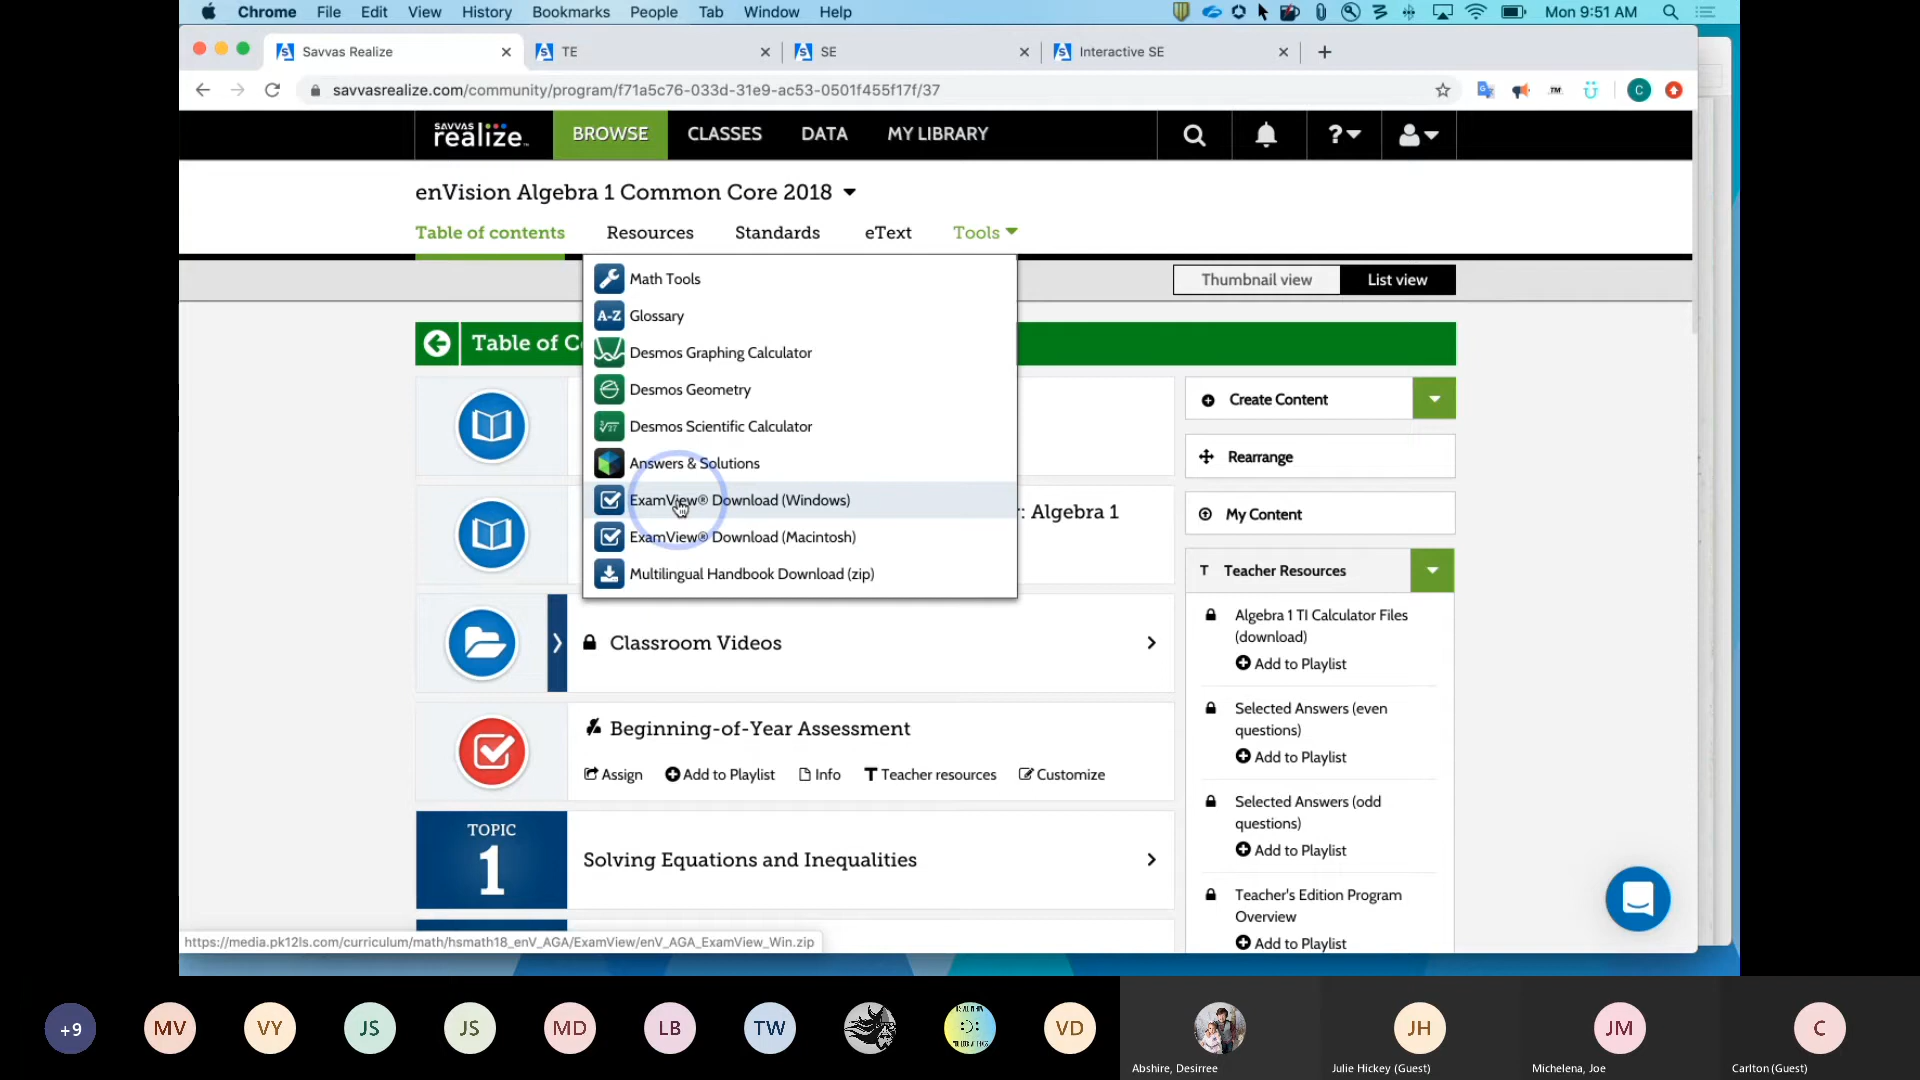 Chrome File Edit View History Bookmarks People Tab Window Help Mon 9:51 AM
Savvas Realize TE SE Interactive SE
savvasrealize.com/community/program/f71a5c76-033d-31e9-ac53-0501f455f17f/37 C
SAVVAS realize BROWSE CLASSES DATA MY LIBRARY ?
enVision Algebra 1 Common Core 2018
Table of contents Resources Standards eText Tools
Math Tools
Thumbnail view List view
A-Z Glossary
Table of C
Desmos Graphing Calculator
Desmos Geometry
Create Content
Desmos Scientific Calculator
Rearrange
Answers & Solutions
ExamView® Download (Windows)
: Algebra 1
My Content
ExamView® Download (Macintosh)
Multilingual Handbook Download (zip)
T Teacher Resources
Algebra 1 TI Calculator Files
(download)
Add to Playlist
Classroom Videos
Selected Answers (even
questions)
Add to Playlist
Beginning-of-Year Assessment
Assign Add to Playlist Info T Teacher resources Customize
Selected Answers (odd
questions)
Add to Playlist
TOPIC
1
Solving Equations and Inequalities
Teacher's Edition Program
Overview
Add to Playlist
https://media.pk12ls.com/curriculum/math/hsmath18_enV_AGA/ExamView/enV_AGA_ExamView_Win.zip
+9 MV VY JS JS MD LB TW VD JH JM C
Abshire, Desirree Julie Hickey (Guest) Michelena, Joe Carlton (Guest)